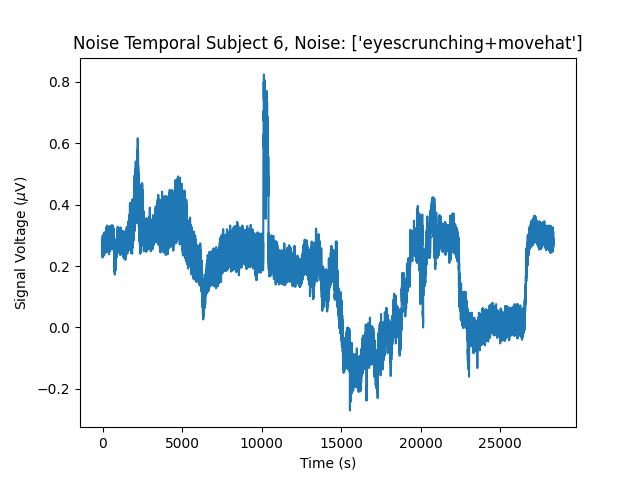 Noise Temporal Subject 6, Noise: ['eyescrunching+movehat']
Signal Voltage (μV)
0.8
0.6
0.4
0.2
0.0
−0.2
0 5000 10000 15000 20000 25000
Time (s)